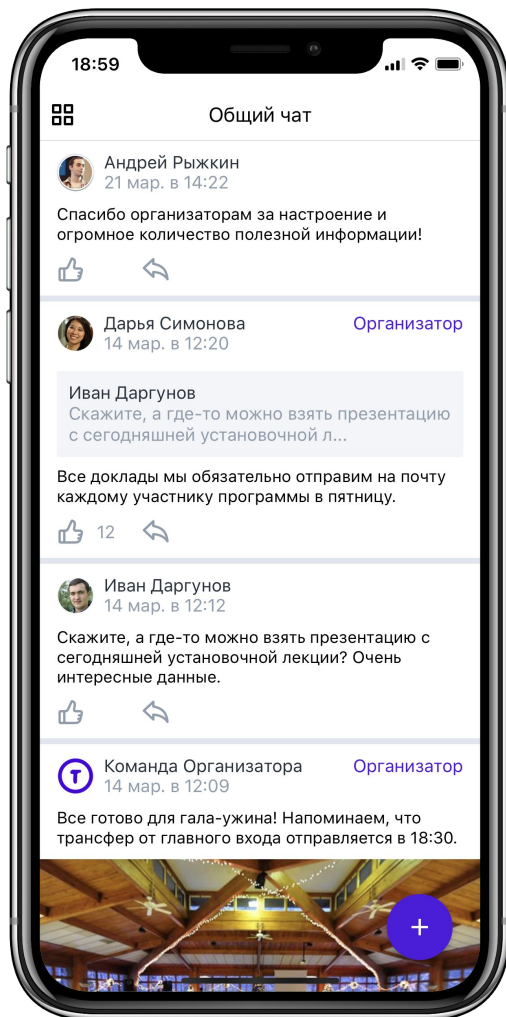 18:59
Общий чат
Андрей Рыжкин
21 мар. в 14:22
Спасибо организаторам за настроение и
огромное количество полезной информации!
Дарья Симонова
Организатор
14 мар. в 12:20
Иван Даргунов
Скажите, а где-то можно взять презентацию
с сегодняшней установочной л...
Все доклады мы обязательно отправим на почту
каждому участнику программы в пятницу.
12
Иван Даргунов
14 мар. в 12:12
Скажите, а где-то можно взять презентацию с
сегодняшней установочной лекции? Очень
интересные данные.
Команда Организатора
Организатор
14 мар. в 12:09
Все готово для гала-ужина! Напоминаем, что
трансфер от главного входа отправляется в 18:30.